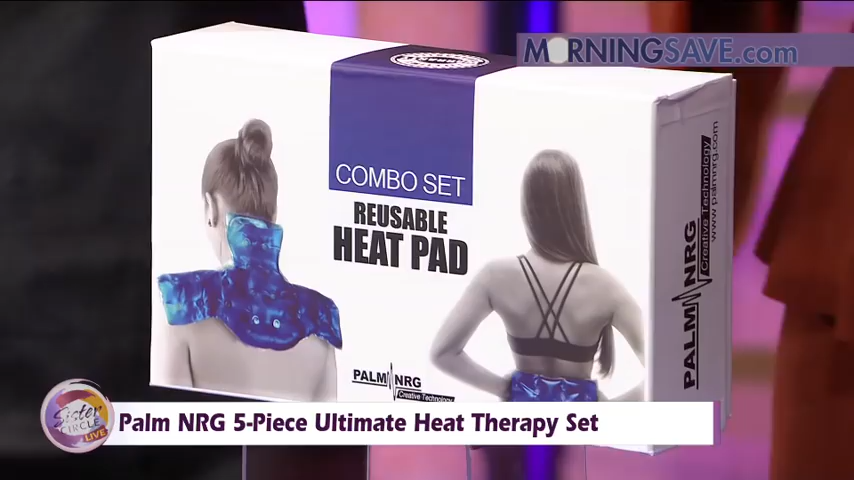 MORNINGSAVE.com
COMBO SET
REUSABLE
HEAT PAD
PALM NRG
Creative Technology
PALM NRG
Creative Technology
www.palmnrg.com
Sister
CIRCLE
LIVE
Palm NRG 5-Piece Ultimate Heat Therapy Set